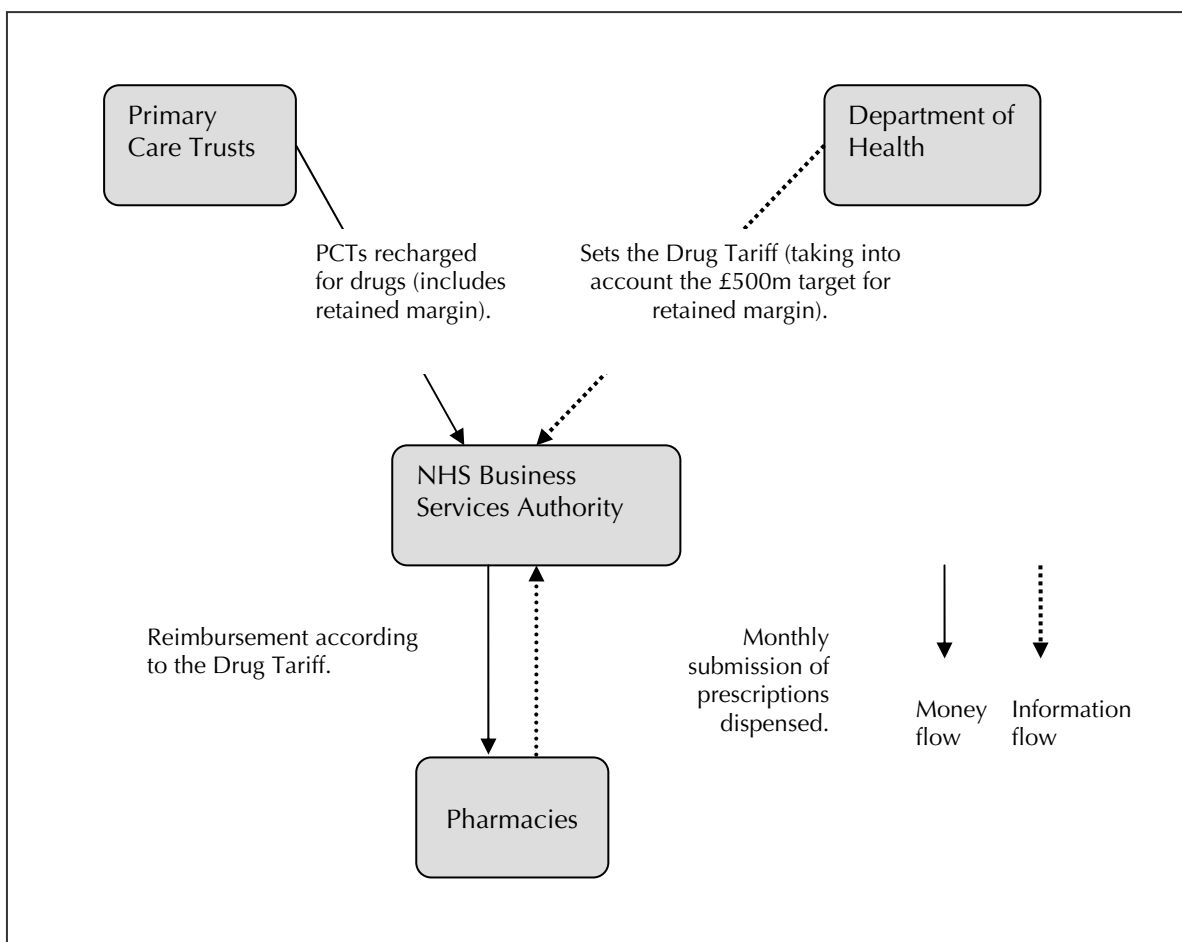 Primary
Care Trusts
Department of
Health
PCTs recharged
for drugs (includes
retained margin).
Sets the Drug Tariff (taking into
account the £500m target for
retained margin).
NHS Business
Services Authority
Reimbursement according
to the Drug Tariff.
Monthly
submission of
prescriptions
dispensed.
Money
flow
Information
flow
Pharmacies